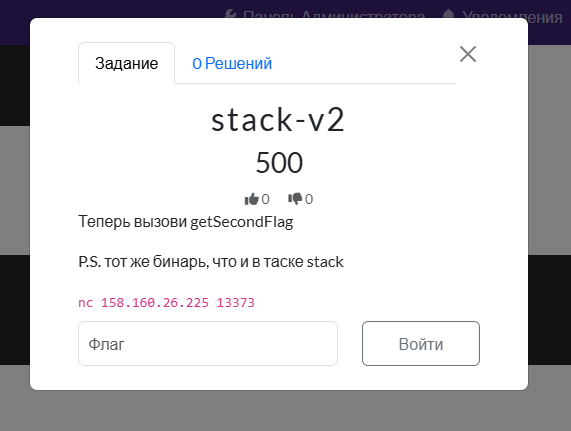 Панель Администратора Уведомления
Задание 0 Решений
stack-v2
500
0 0
Теперь вызови getSecondFlag
P.S. тот же бинарь, что и в таске stack
nc 158.160.26.225 13373
Флаг Войти